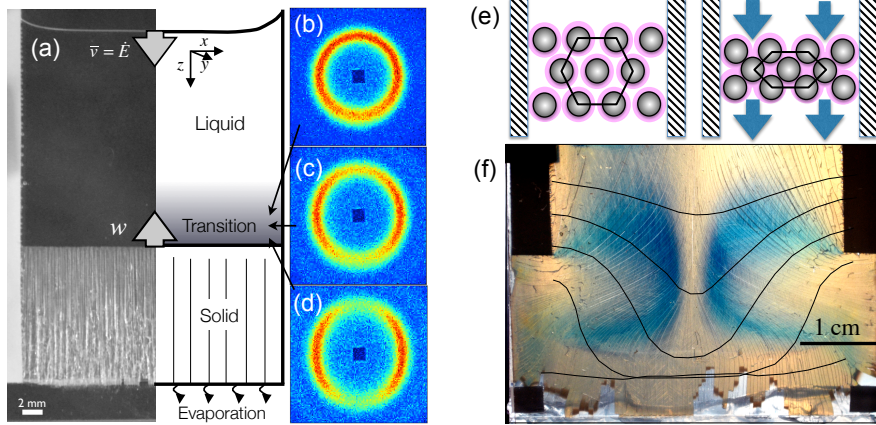 (a)
v̄ = Ė
x
y
z
Liquid
w
Transition
Solid
2 mm
Evaporation
(b)
(c)
(d)
(e)
(f)
1 cm